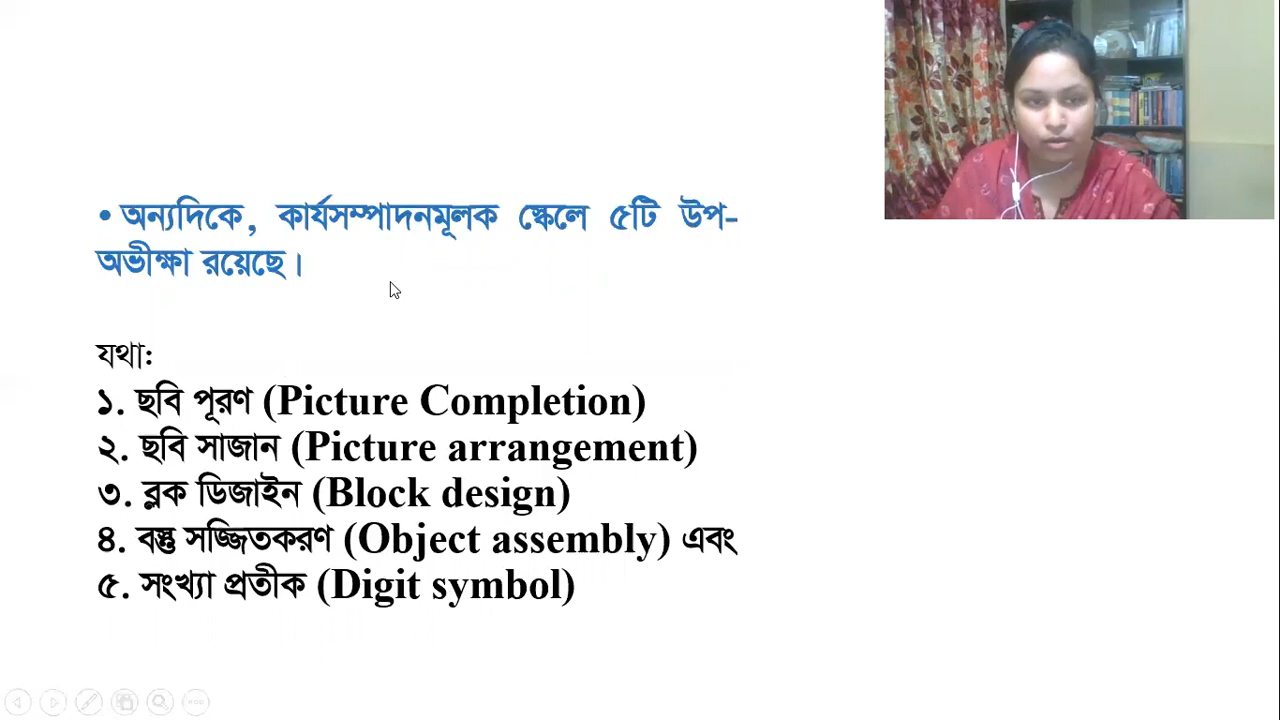 • অন্যদিকে, কার্যসম্পাদনমূলক স্কেলে ৫টি উপ-
অভীক্ষা রয়েছে।
যথা:
১. ছবি পূরণ (Picture Completion)
২. ছবি সাজান (Picture arrangement)
৩. ব্লক ডিজাইন (Block design)
৪. বস্তু সজ্জিতকরণ (Object assembly) এবং
৫. সংখ্যা প্রতীক (Digit symbol)